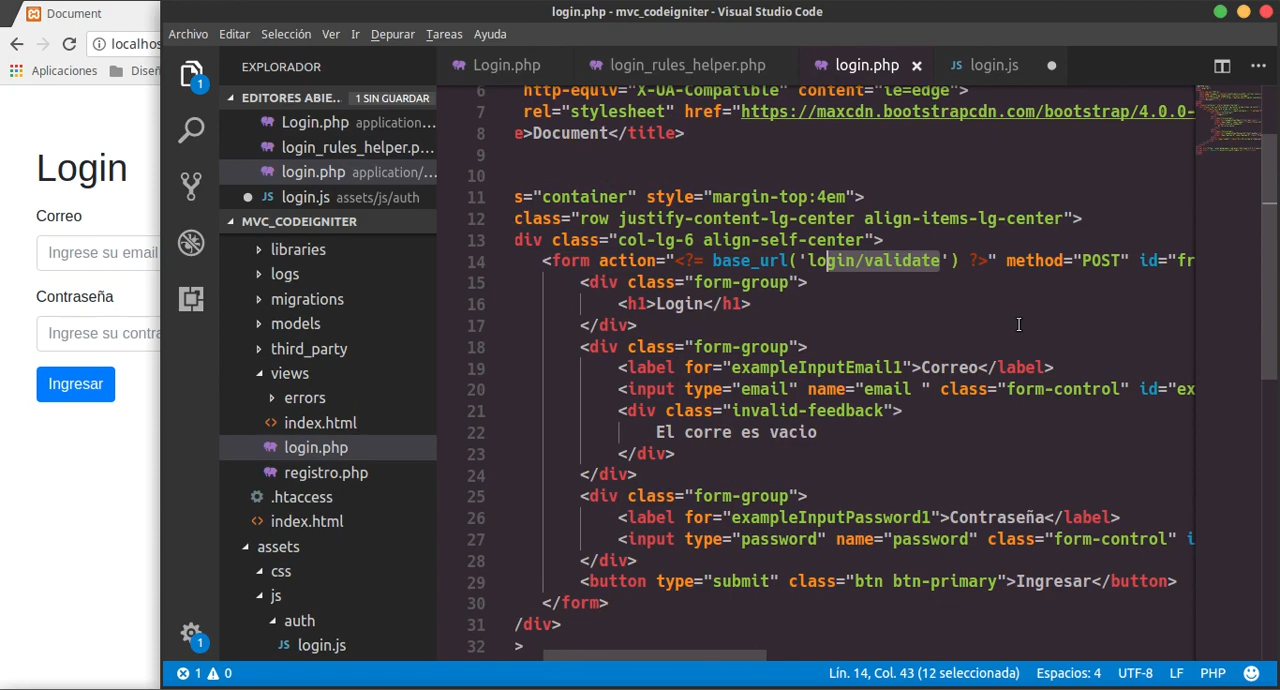 Document
login.php - mvc_codeigniter - Visual Studio Code
localhos
Aplicaciones
Diseñ
Login
Correo
Ingrese su email
Contraseña
Ingrese su contra
Ingresar
Archivo Editar Selección Ver Ir Depurar Tareas Ayuda
1
1
EXPLORADOR
EDITORES ABIE... 1 SIN GUARDAR
Login.php application...
login_rules_helper.p...
login.php application/...
JS login.js assets/js/auth
MVC_CODEIGNITER
libraries
logs
migrations
models
third_party
views
errors
<> index.html
login.php
registro.php
.htaccess
<> index.html
assets
css
js
auth
JS login.js
Login.php login_rules_helper.php login.php × JS login.js
6 http-equiv="X-UA-Compatible" content="ie=edge">
7 rel="stylesheet" href="https://maxcdn.bootstrapcdn.com/bootstrap/4.0.0-
8 e>Document</title>
9
10
11 s="container" style="margin-top:4em">
12 class="row justify-content-lg-center align-items-lg-center">
13 div class="col-lg-6 align-self-center">
14 <form action="<?= base_url('login/validate') ?>" method="POST" id="fr
15 <div class="form-group">
16 <h1>Login</h1>
17 </div>
18 <div class="form-group">
19 <label for="exampleInputEmail1">Correo</label>
20 <input type="email" name="email " class="form-control" id="ex
21 <div class="invalid-feedback">
22 El corre es vacio
23 </div>
24 </div>
25 <div class="form-group">
26 <label for="exampleInputPassword1">Contraseña</label>
27 <input type="password" name="password" class="form-control" i
28 </div>
29 <button type="submit" class="btn btn-primary">Ingresar</button>
30 </form>
31 /div>
32 >
1 0 Lín. 14, Col. 43 (12 seleccionada) Espacios: 4 UTF-8 LF PHP